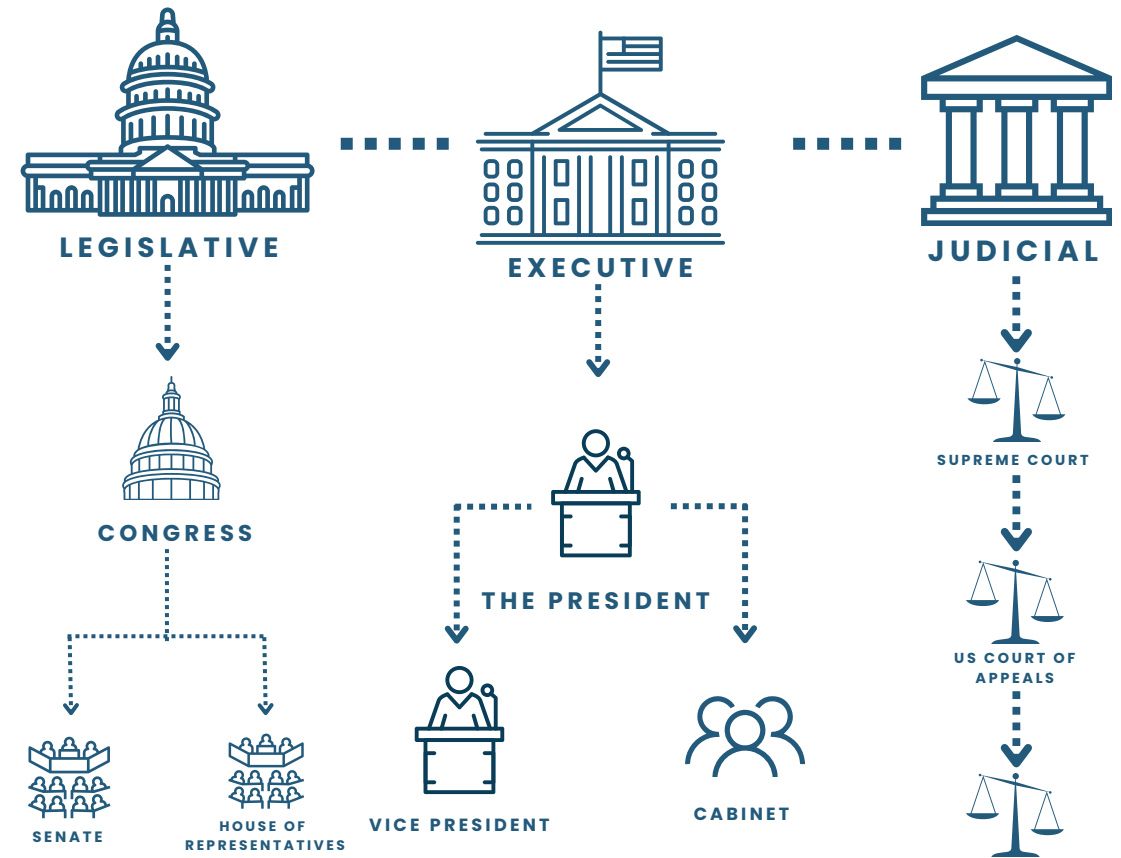 LEGISLATIVE
EXECUTIVE
JUDICIAL
CONGRESS
THE PRESIDENT
SUPREME COURT
US COURT OF
APPEALS
SENATE
HOUSE OF
REPRESENTATIVES
VICE PRESIDENT
CABINET